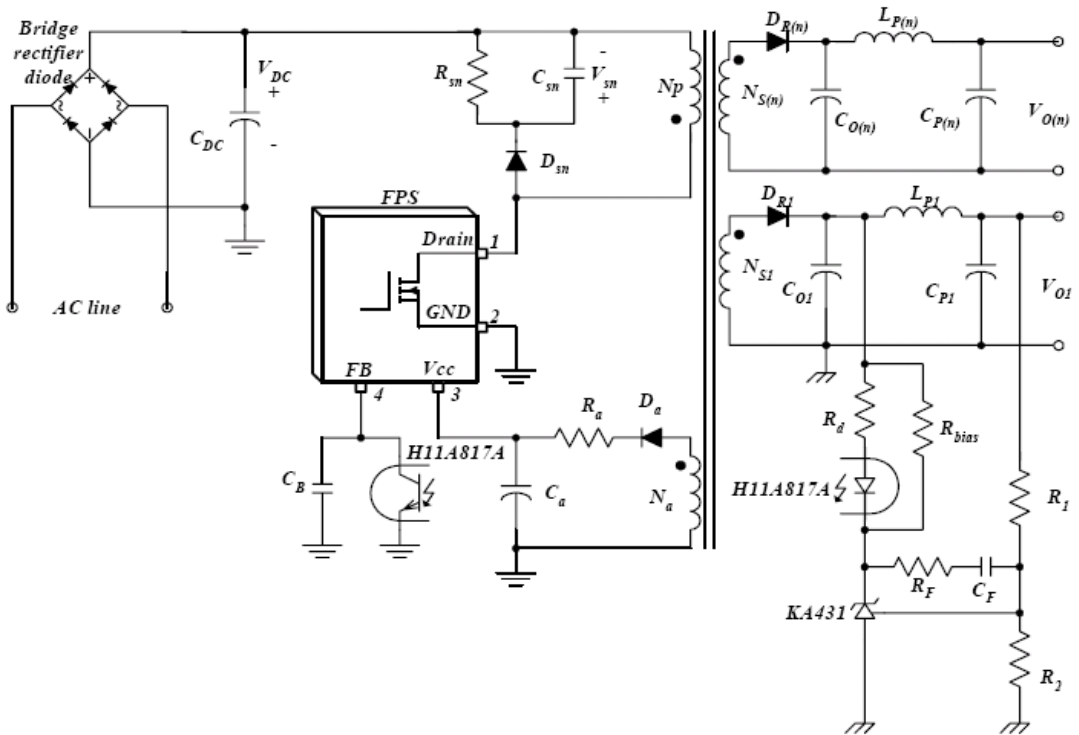 Bridge
rectifier
diode
V_DC
+
-
C_DC
AC line
R_sn
C_sn
-
V_sn
+
D_sn
Np
FPS
Drain
1
GND
2
FB
4
Vcc
3
H11A817A
C_B
C_a
R_a
D_a
N_a
D_R(n)
L_P(n)
N_S(n)
C_O(n)
C_P(n)
V_O(n)
D_R1
L_P1
N_S1
C_O1
C_P1
V_O1
R_d
R_bias
H11A817A
R_1
R_F
C_F
KA431
R_2